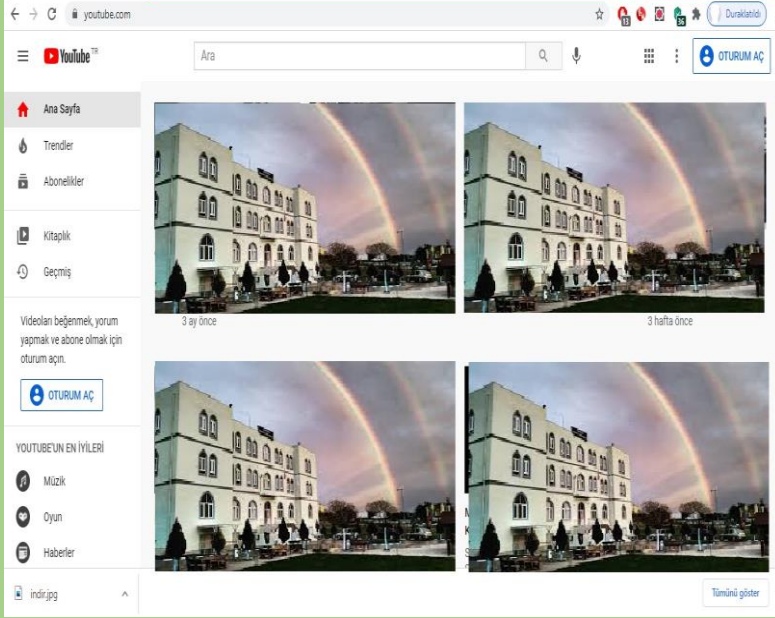 youtube.com
13
36
Duraklatıldı
YouTube TR
Ara
OTURUM AÇ
Ana Sayfa
Trendler
Abonelikler
Kitaplık
Geçmiş
3 ay önce
3 hafta önce
Videoları beğenmek, yorum
yapmak ve abone olmak için
oturum açın.
OTURUM AÇ
YOUTUBE'UN EN İYİLERİ
Müzik
Oyun
Haberler
indir.jpg
Tümünü göster